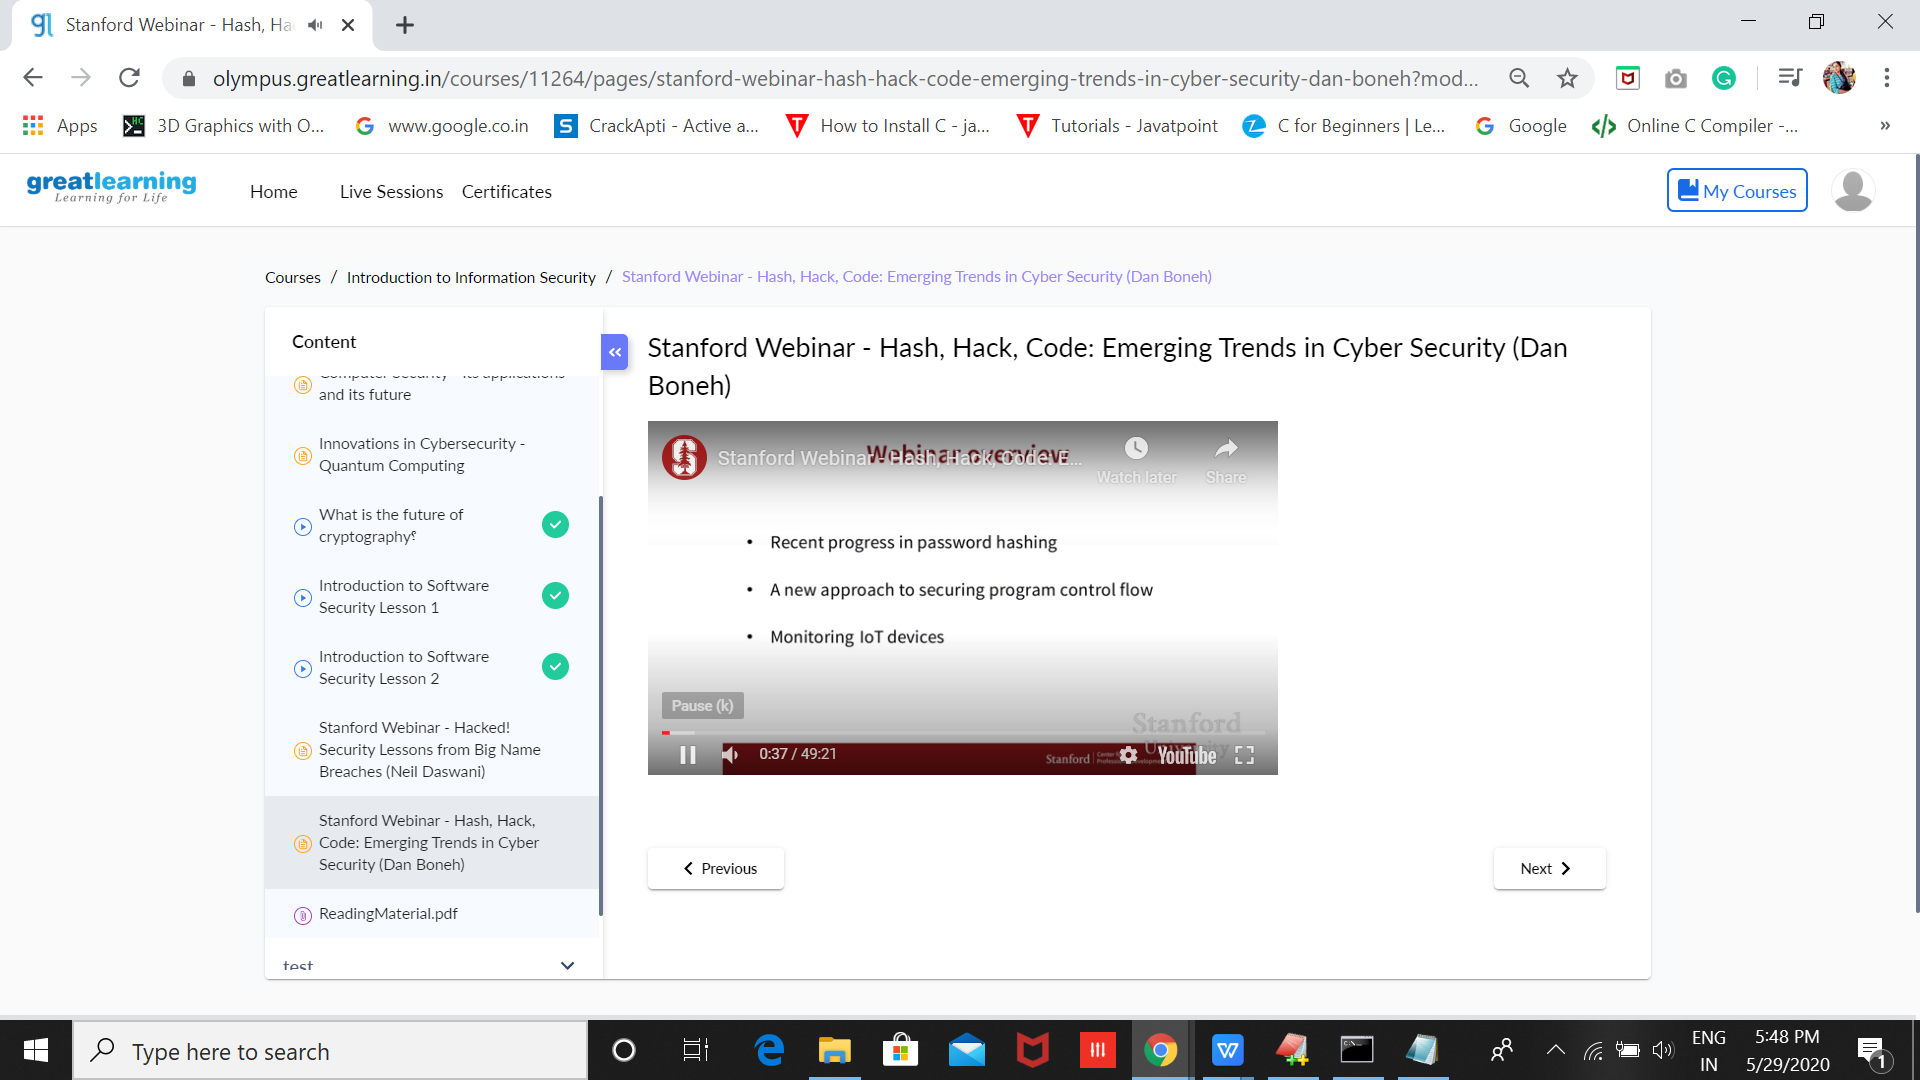 Stanford Webinar - Hash, Ha
olympus.greatlearning.in/courses/11264/pages/stanford-webinar-hash-hack-code-emerging-trends-in-cyber-security-dan-boneh?mod...
Apps 3D Graphics with O... www.google.co.in CrackApti - Active a... How to Install C - ja... Tutorials - Javatpoint C for Beginners | Le... Google Online C Compiler -... »
greatlearning
Learning for Life
Home Live Sessions Certificates My Courses
Courses / Introduction to Information Security / Stanford Webinar - Hash, Hack, Code: Emerging Trends in Cyber Security (Dan Boneh)
Content
Computer Security - its applications
and its future
Innovations in Cybersecurity -
Quantum Computing
What is the future of
cryptography?
Introduction to Software
Security Lesson 1
Introduction to Software
Security Lesson 2
Stanford Webinar - Hacked!
Security Lessons from Big Name
Breaches (Neil Daswani)
Stanford Webinar - Hash, Hack,
Code: Emerging Trends in Cyber
Security (Dan Boneh)
ReadingMaterial.pdf
test
«
Stanford Webinar - Hash, Hack, Code: Emerging Trends in Cyber Security (Dan
Boneh)
Stanford Webinar - Hash, Hack, Code: E...
Webinar overview
Watch later Share
• Recent progress in password hashing
• A new approach to securing program control flow
• Monitoring IoT devices
Pause (k)
Stanford
University
0:37 / 49:21
Stanford
YouTube
Previous Next
Type here to search
ENG
IN
5:48 PM
5/29/2020
1